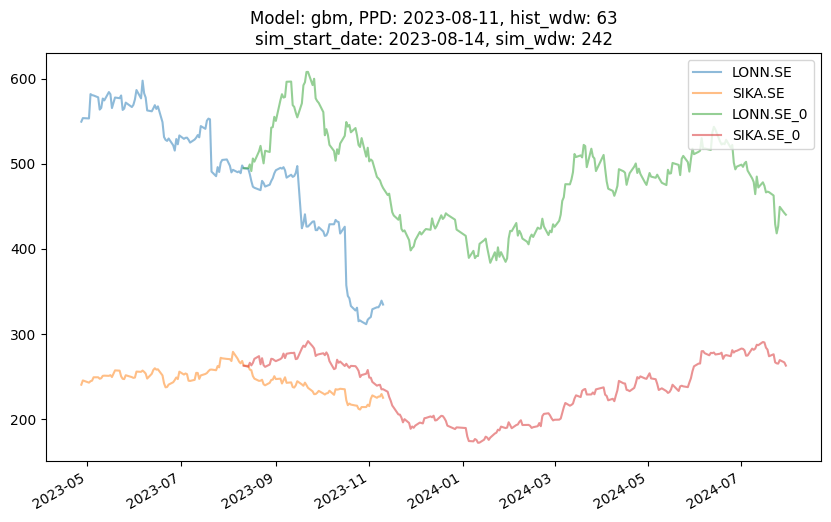 Model: gbm, PPD: 2023-08-11, hist_wdw: 63
sim_start_date: 2023-08-14, sim_wdw: 242
LONN.SE
SIKA.SE
LONN.SE_0
SIKA.SE_0
600
500
400
300
200
2023-05
2023-07
2023-09
2023-11
2024-01
2024-03
2024-05
2024-07